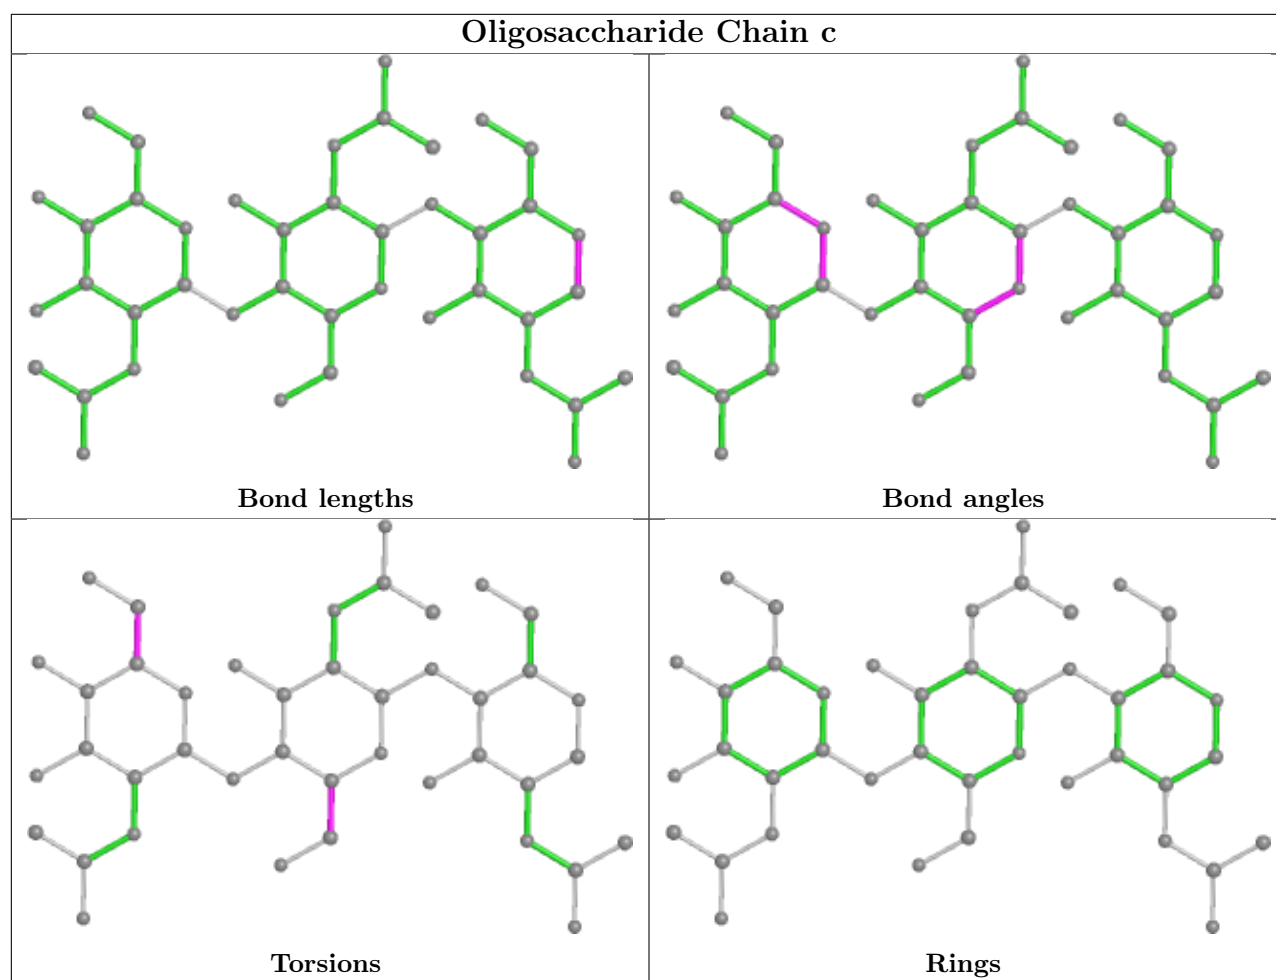 Oligosaccharide Chain c
Bond lengths
Bond angles
Torsions
Rings